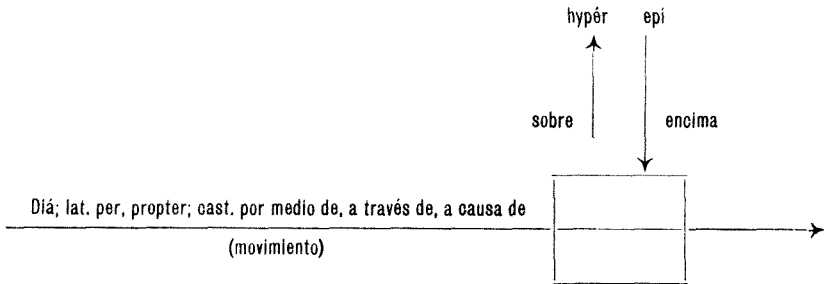 hypér epí
sobre encima
Diá; lat. per, propter; cast. por medio de, a través de, a causa de
(movimiento)